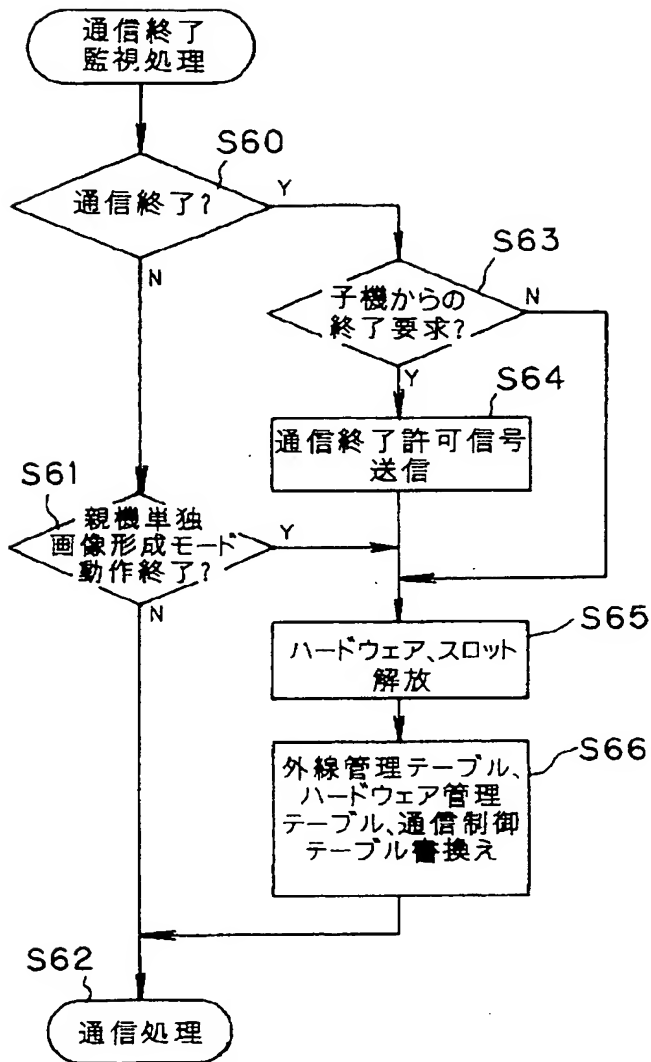 通信終了
監視処理
S60
通信終了?
Y
N
S63
子機からの
終了要求?
N
Y
S64
通信終了許可信号
送信
S61
親機単独
画像形成モード
動作終了?
Y
N
S65
ハードウェア、スロット
解放
S66
外線管理テーブル、
ハードウェア管理
テーブル、通信制御
テーブル書換え
S62
通信処理